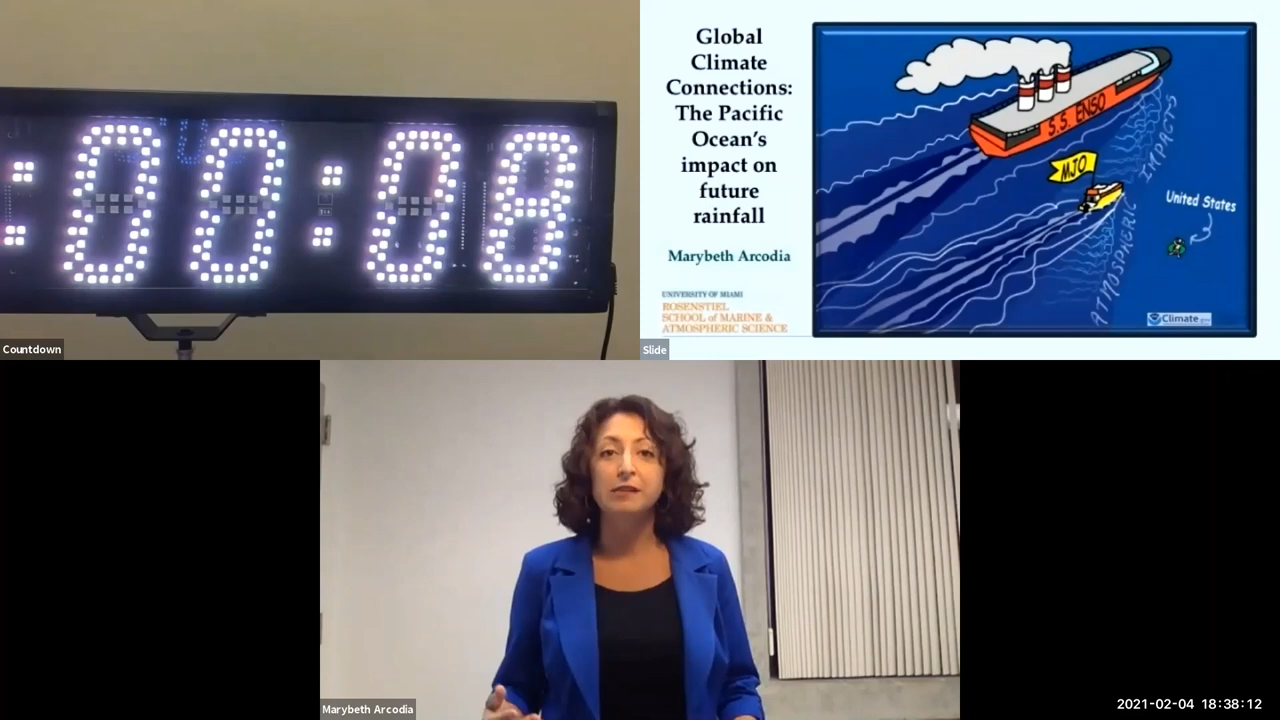 :00:08
Countdown
Global
Climate
Connections:
The Pacific
Ocean's
impact on
future
rainfall
Marybeth Arcodia
UNIVERSITY OF MIAMI
ROSENSTIEL
SCHOOL of MARINE &
ATMOSPHERIC SCIENCE
S.S. ENSO
MJO
ATMOSPHERIC IMPACTS
United States
Climate.gov
Slide
Marybeth Arcodia
2021-02-04 18:38:12